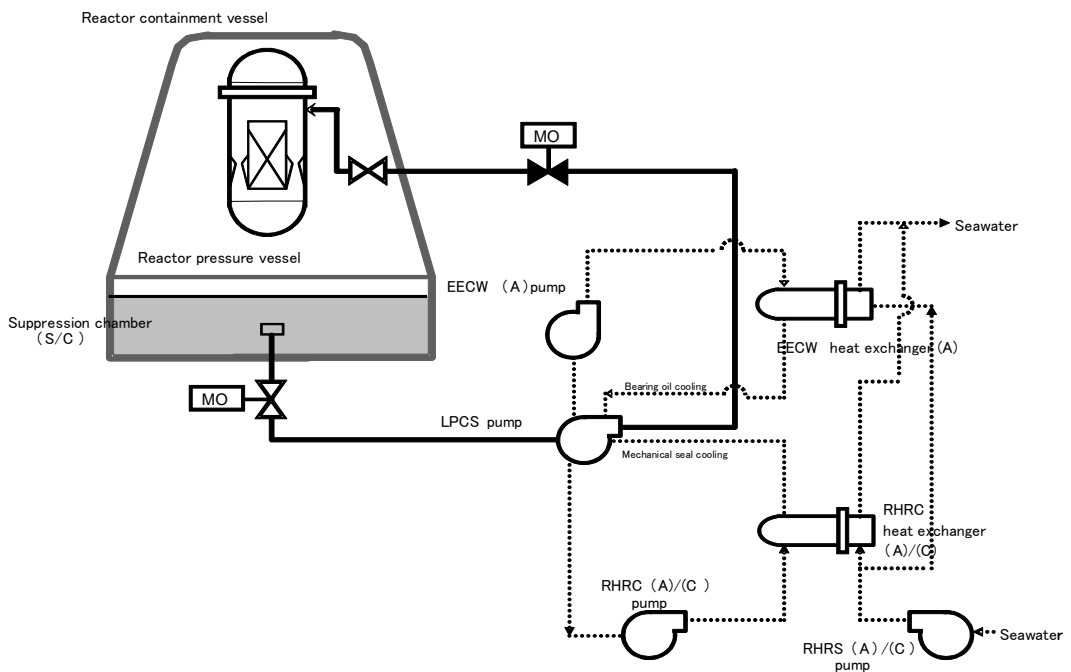 Reactor containment vessel
MO
Seawater
Reactor pressure vessel
EECW (A)pump
Suppression chamber
(S/C)
EECW heat exchanger(A)
Bearing oil cooling
MO
LPCS pump
Mechanical seal cooling
RHRC
heat exchanger
(A)/(C)
RHRC (A)/(C)
pump
Seawater
RHRS (A)/(C)
pump